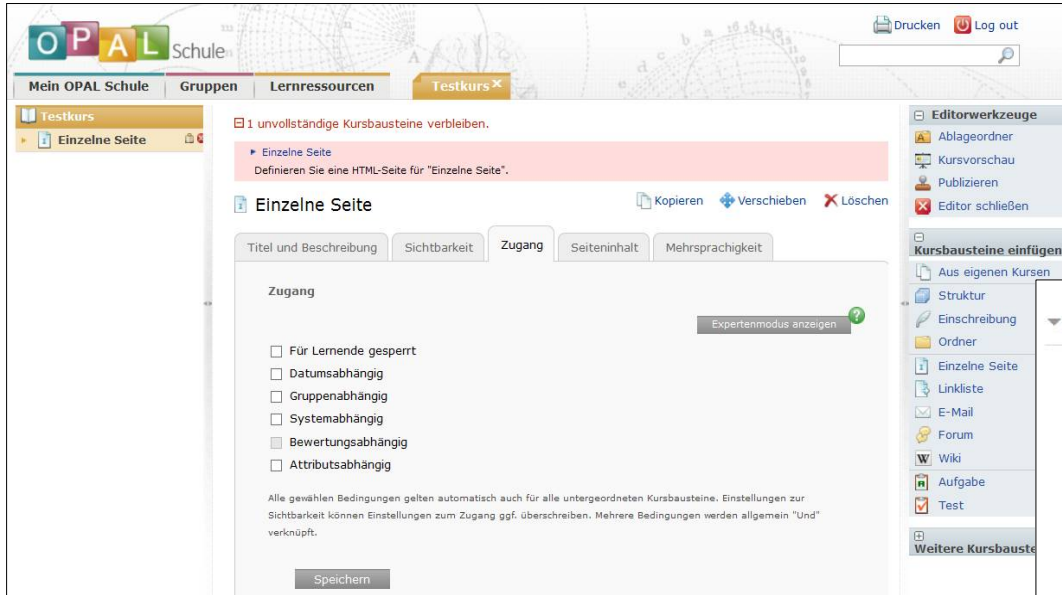 OPAL Schule
Drucken Log out
Mein OPAL Schule Gruppen Lernressourcen Testkurs
Testkurs
Einzelne Seite
1 unvollständige Kursbausteine verbleiben.
Einzelne Seite
Definieren Sie eine HTML-Seite für "Einzelne Seite".
Einzelne Seite
Kopieren Verschieben Löschen
Titel und Beschreibung Sichtbarkeit Zugang Seiteninhalt Mehrsprachigkeit
Zugang
Expertenmodus anzeigen ?
Für Lernende gesperrt
Datumsabhängig
Gruppenabhängig
Systemabhängig
Bewertungsabhängig
Attributsabhängig
Alle gewählen Bedingungen gelten automatisch auch für alle untergeordneten Kursbausteine. Einstellungen zur
Sichtbarkeit können Einstellungen zum Zugang ggf. überschreiben. Mehrere Bedingungen werden allgemein "Und"
verknüpft.
Speichern
Editorwerkzeuge
Ablageordner
Kursvorschau
Publizieren
Editor schließen
Kursbausteine einfügen
Aus eigenen Kursen
Struktur
Einschreibung
Ordner
Einzelne Seite
Linkliste
E-Mail
Forum
W Wiki
Aufgabe
Test
Weitere Kursbauste